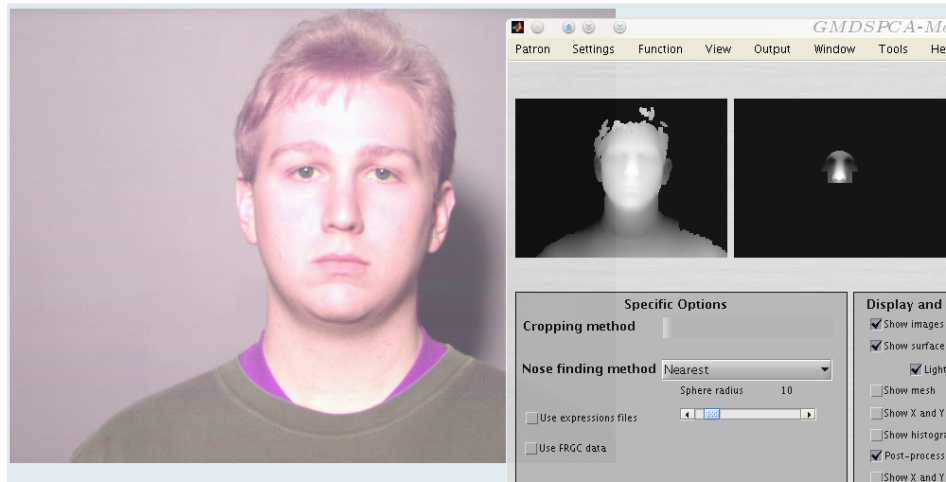 GMDSPCA-Mo
Patron Settings Function View Output Window Tools He
Specific Options
Cropping method
Nose finding method Nearest
Sphere radius 10
Use expressions files
Use FRGC data
Display and
Show images
Show surface
Light
Show mesh
Show X and Y
Show histogra
Post-process
Show X and Y